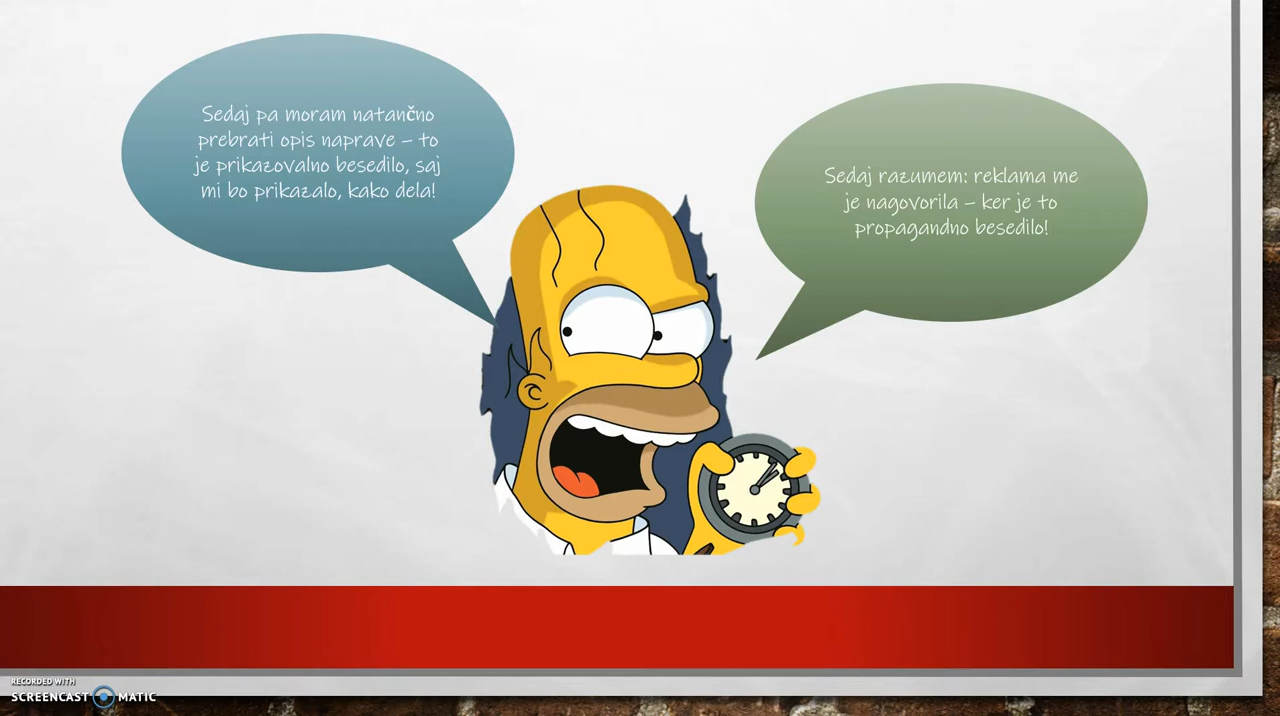 Sedaj pa moram natančno
prebrati opis naprave – to
je prikazovalno besedilo, saj
mi bo prikazalo, kako dela!
Sedaj razumem: reklama me
je nagovorila – ker je to
propagandno besedilo!
RECORDED WITH
SCREENCAST MATIC